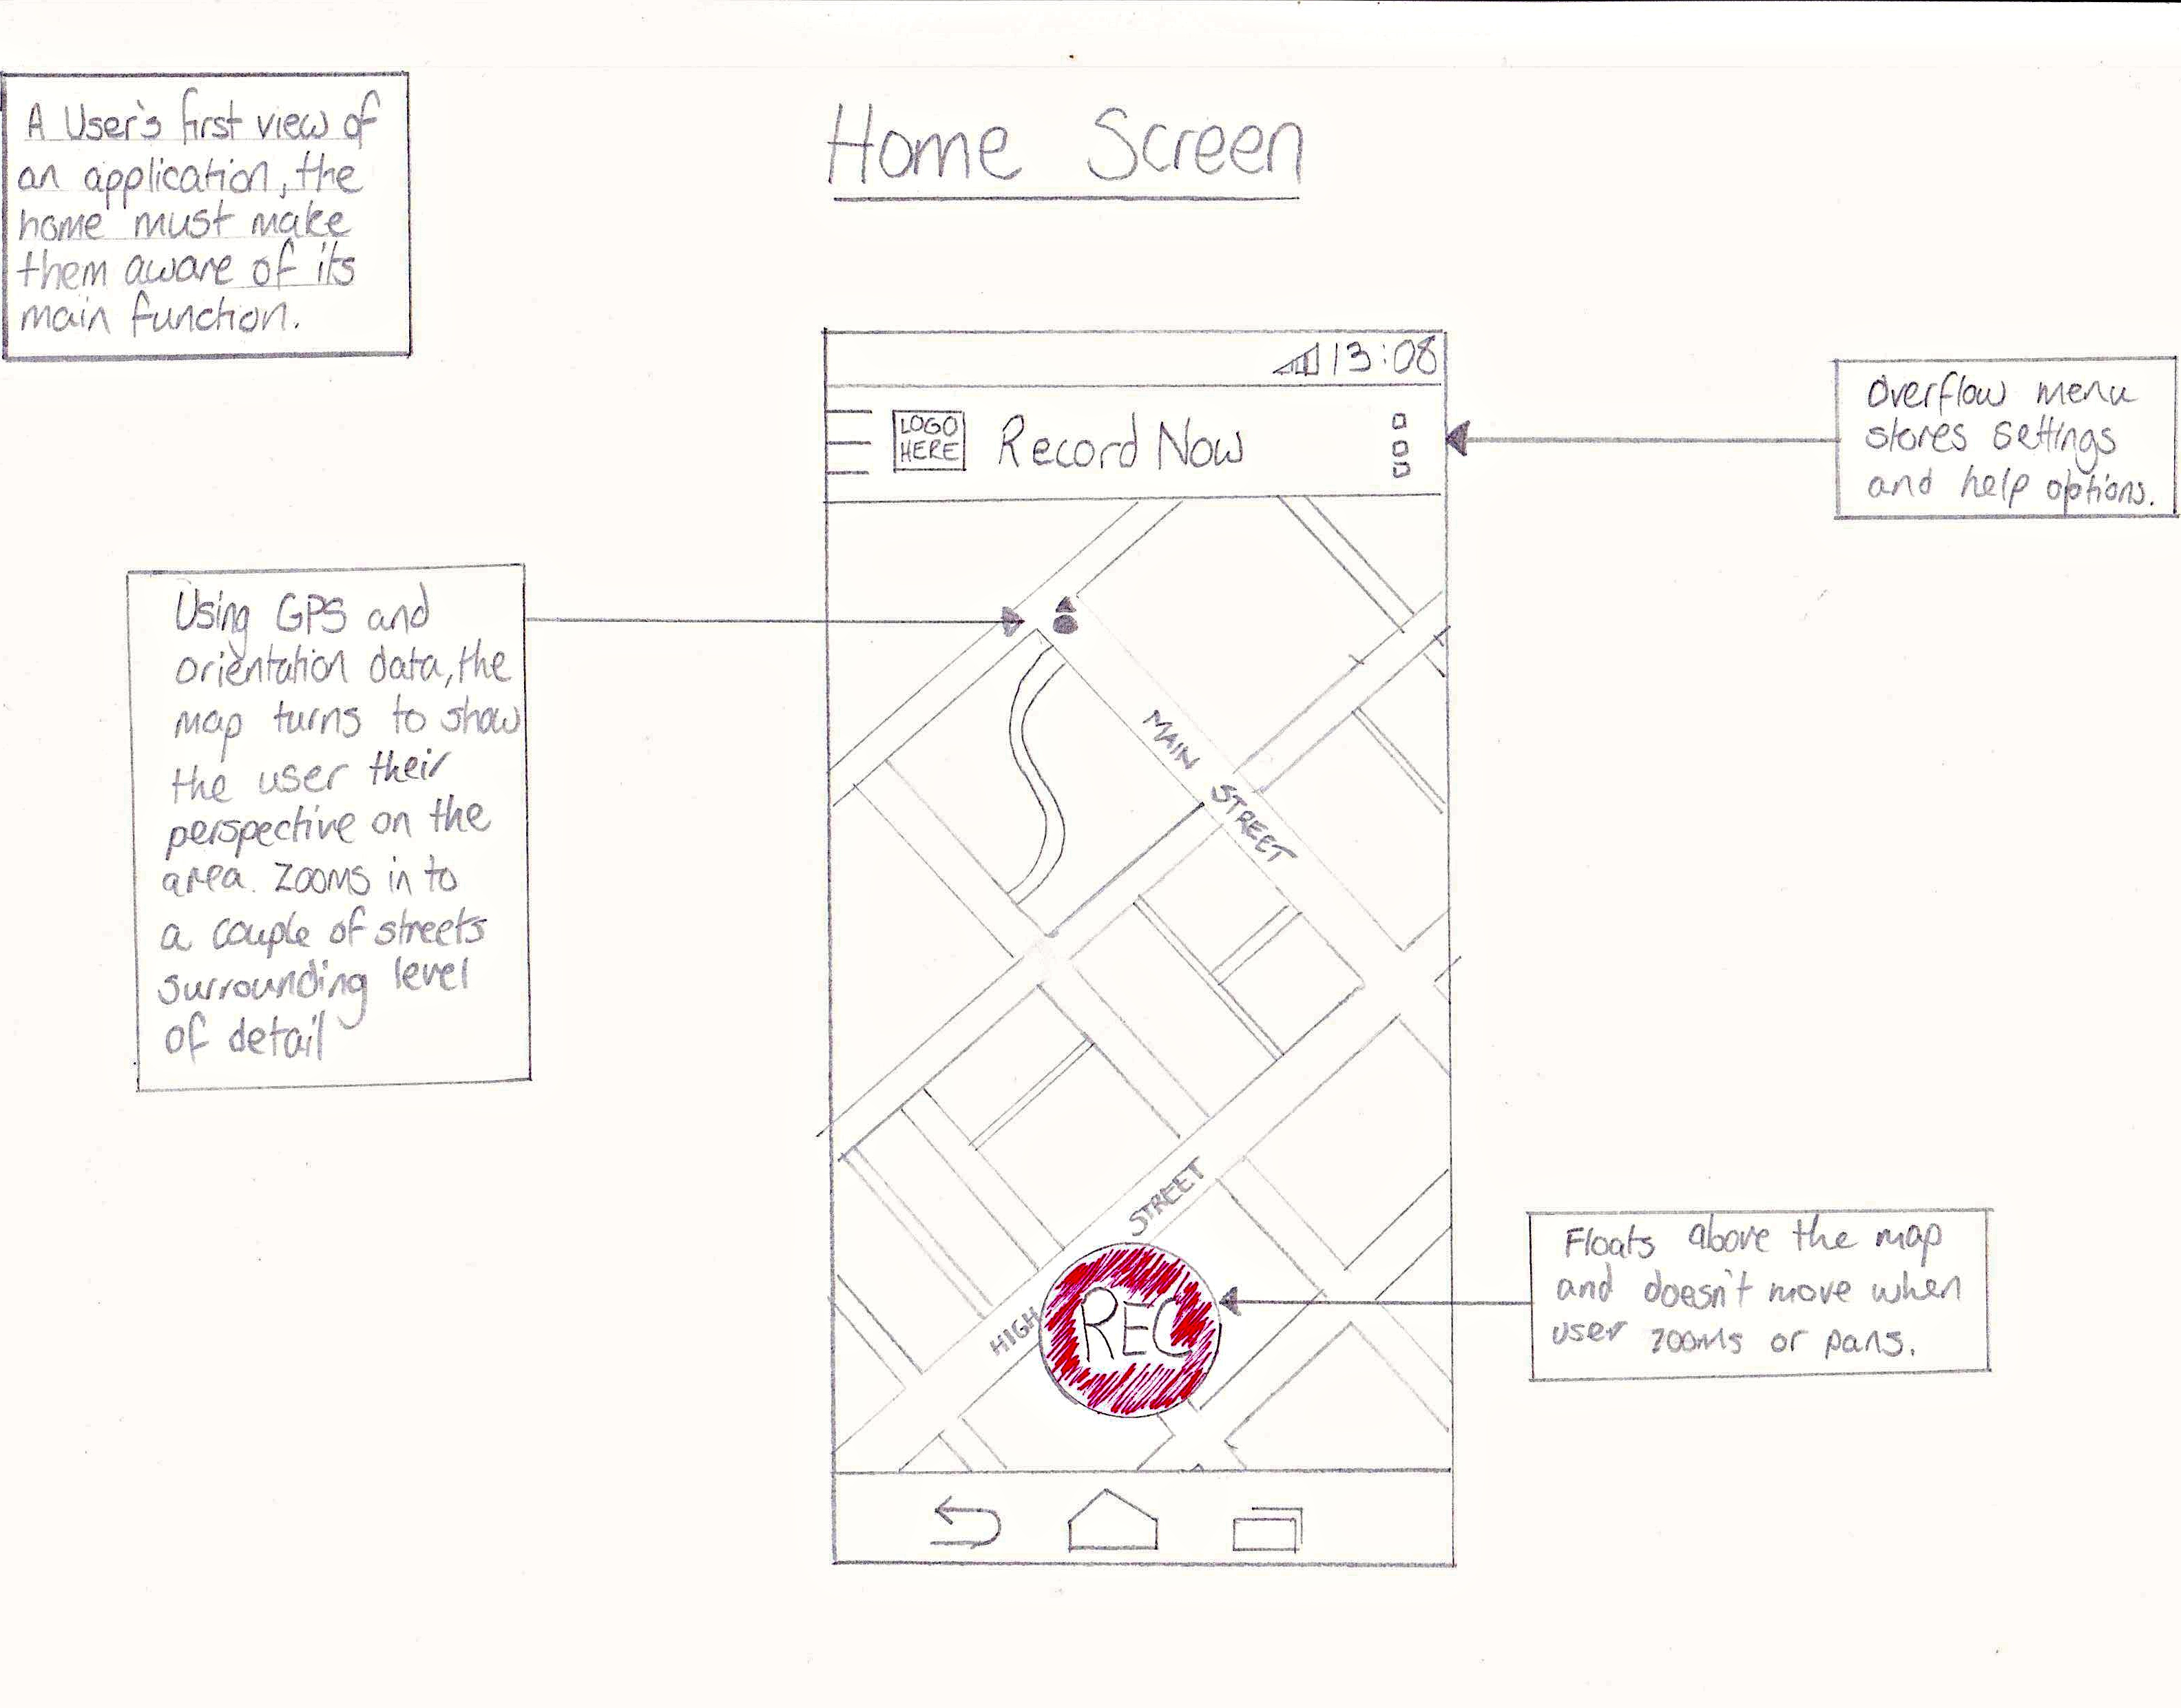 Home Screen
A User's first view of
an application, the
home must make
them aware of its
main function.
13:08
LOGO
HERE
Record Now
Overflow menu
stores settings
and help options.
Using GPS and
orientation data, the
map turns to show
the user their
perspective on the
area. Zooms in to
a couple of streets
surrounding level
of detail
MAIN STREET
HIGH STREET
REC
Floats above the map
and doesn't move when
user zooms or pans.